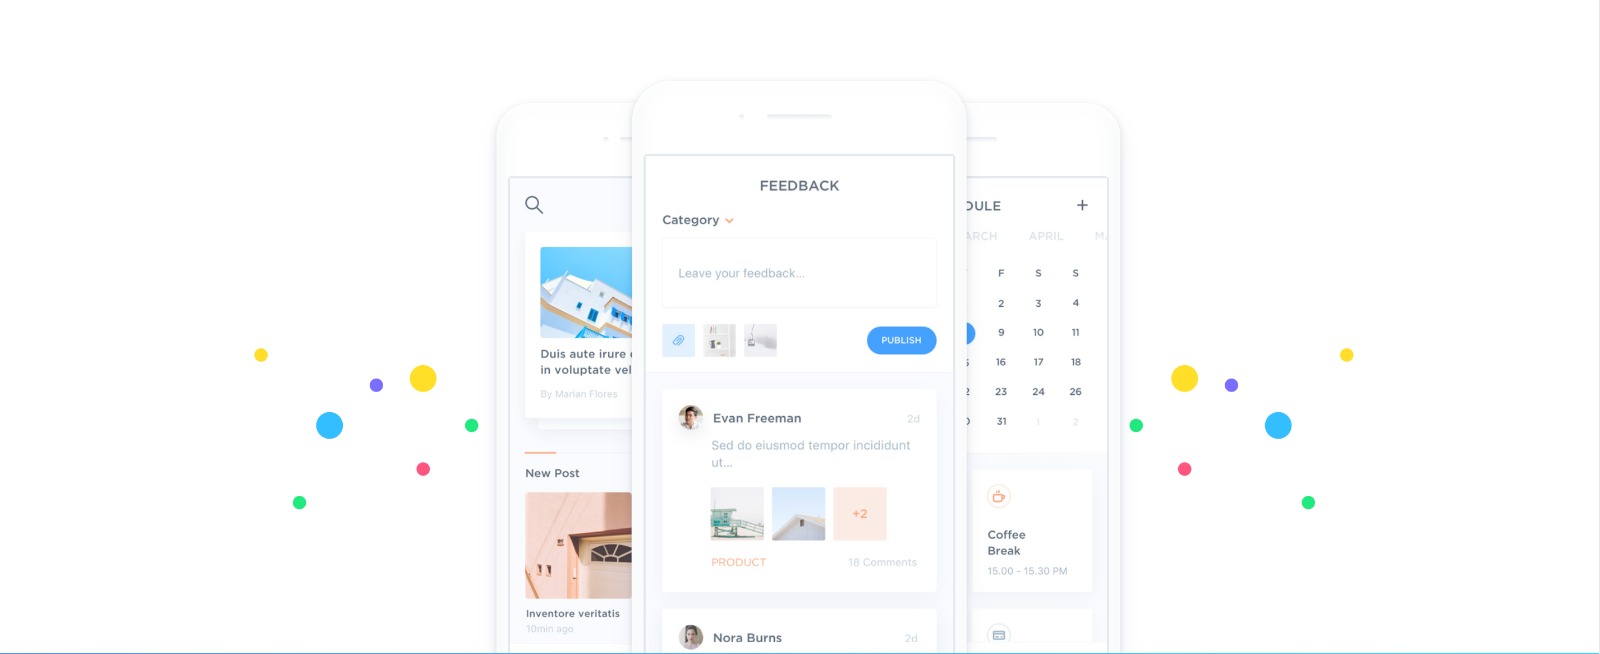 Duis aute irure
in voluptate vel
By Marian Flores
New Post
Inventore veritatis
10min ago
FEEDBACK
Category
Leave your feedback...
PUBLISH
Evan Freeman
2d
Sed do eiusmod tempor incididunt
ut...
+2
PRODUCT
18 Comments
Nora Burns
2d
DULE
+
ARCH APRIL MA
F S S
2 3 4
9 10 11
16 17 18
23 24 26
31 1 2
Coffee
Break
15.00 - 15.30 PM